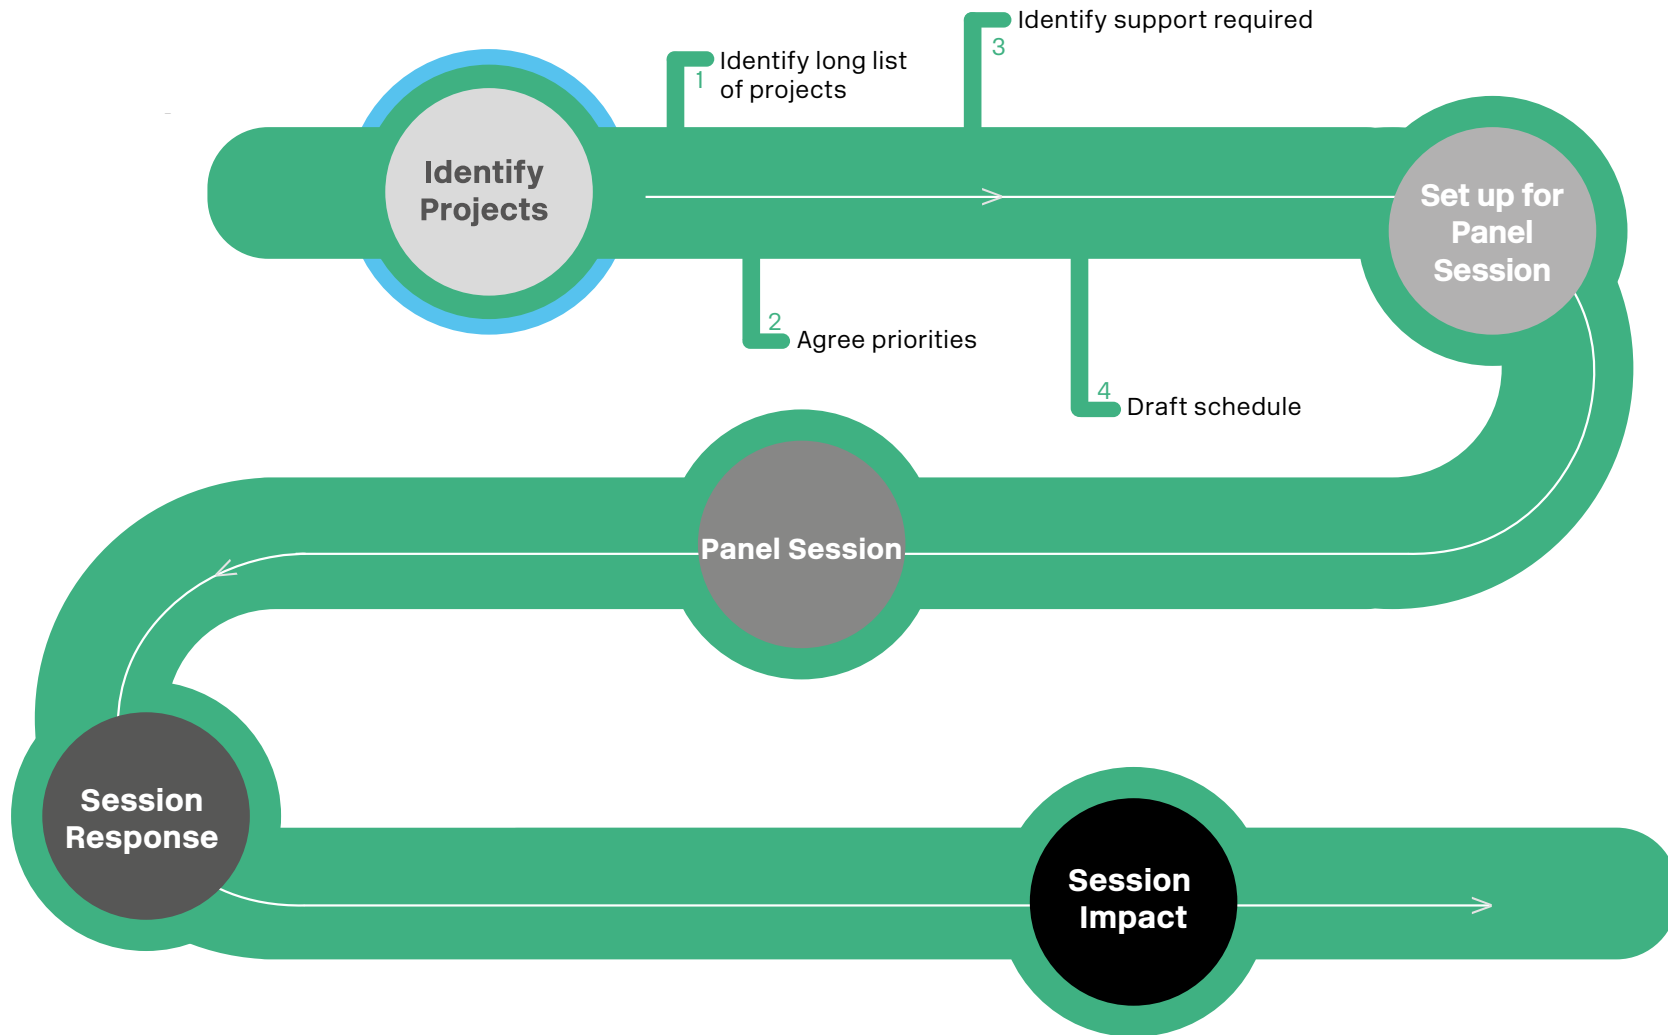 Identify
Projects
1
Identify long list
of projects
2
Agree priorities
3
Identify support required
4
Draft schedule
Set up for
Panel
Session
Panel Session
Session
Response
Session
Impact